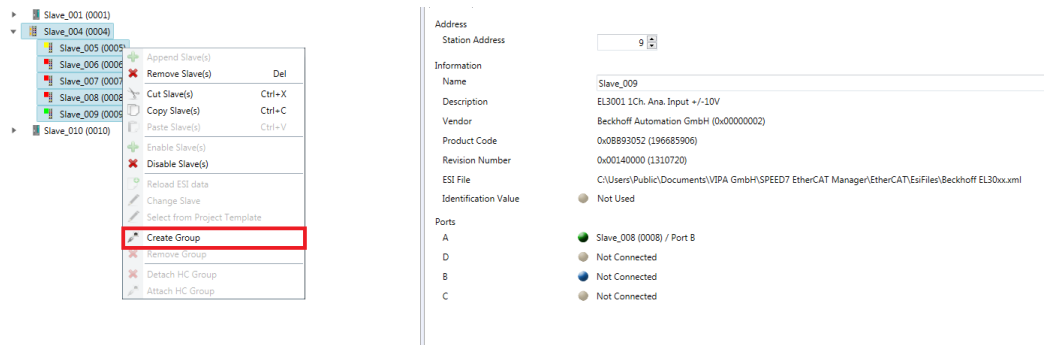 Slave_001 (0001)
Slave_004 (0004)
Slave_005 (0005)
Slave_006 (0006
Slave_007 (0007
Slave_008 (0008
Slave_009 (0009
Slave_010 (0010)
Append Slave(s)
Remove Slave(s) Del
Cut Slave(s) Ctrl+X
Copy Slave(s) Ctrl+C
Paste Slave(s) Ctrl+V
Enable Slave(s)
Disable Slave(s)
Reload ESI data
Change Slave
Select from Project Template
Create Group
Remove Group
Detach HC Group
Attach HC Group
Address
Station Address 9
Information
Name Slave_009
Description EL3001 1Ch. Ana. Input +/-10V
Vendor Beckhoff Automation GmbH (0x00000002)
Product Code 0x0BB93052 (196685906)
Revision Number 0x00140000 (1310720)
ESI File C:\Users\Public\Documents\VIPA GmbH\SPEED7 EtherCAT Manager\EtherCAT\EsiFiles\Beckhoff EL30xx.xml
Identification Value Not Used
Ports
A Slave_008 (0008) / Port B
D Not Connected
B Not Connected
C Not Connected